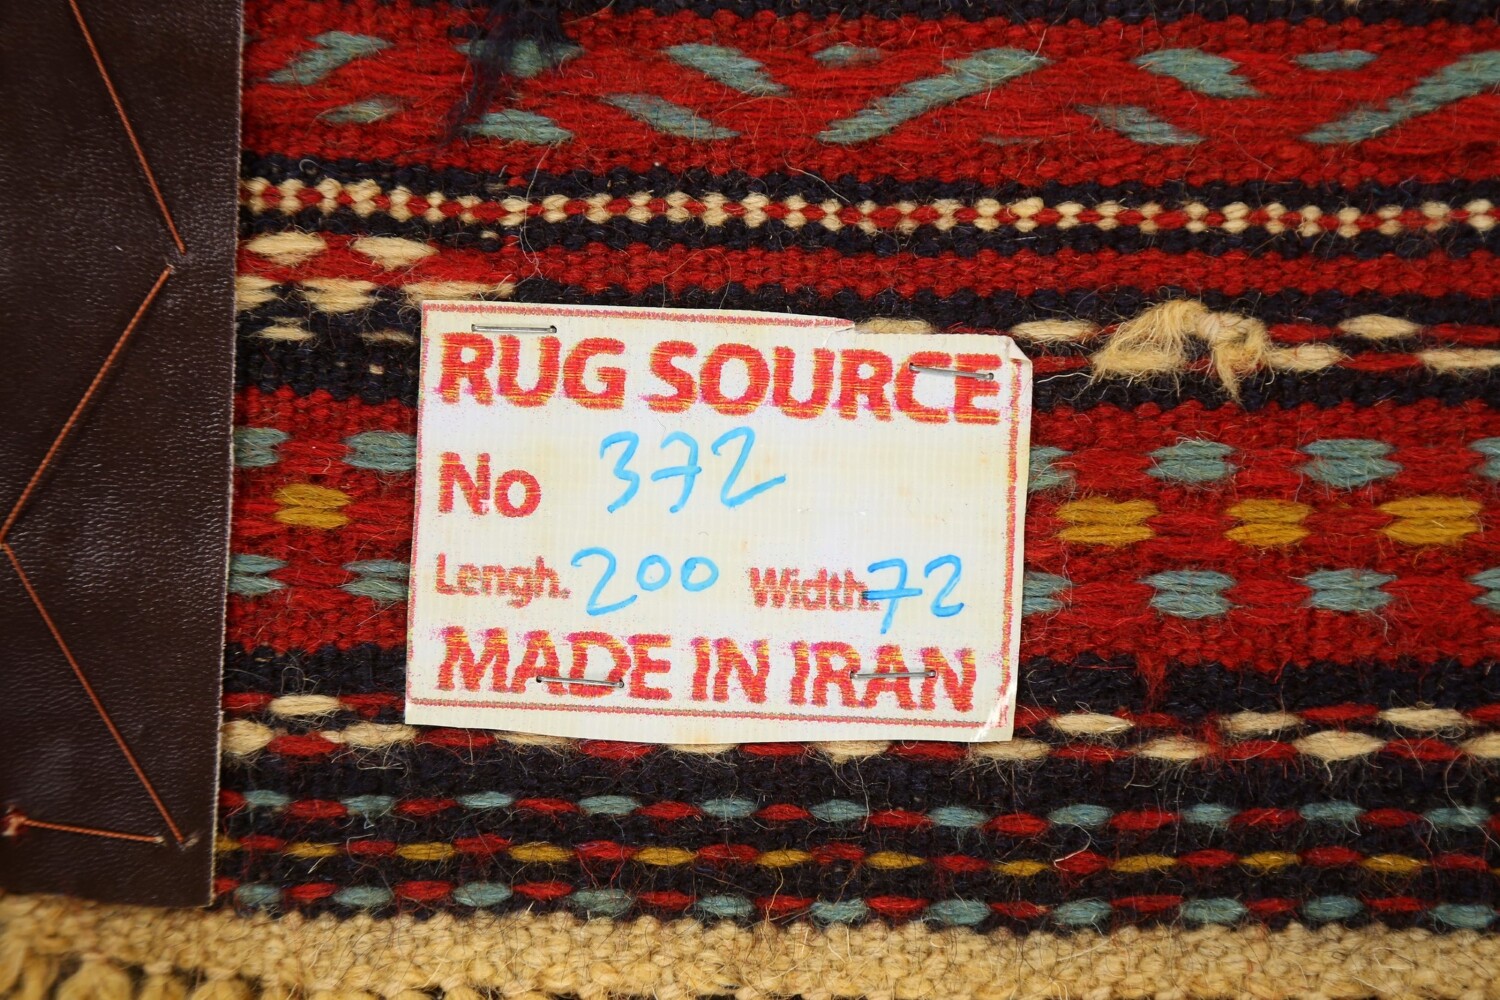 RUG SOURCE
No 372
Lengh. 200 Width. 72
MADE IN IRAN